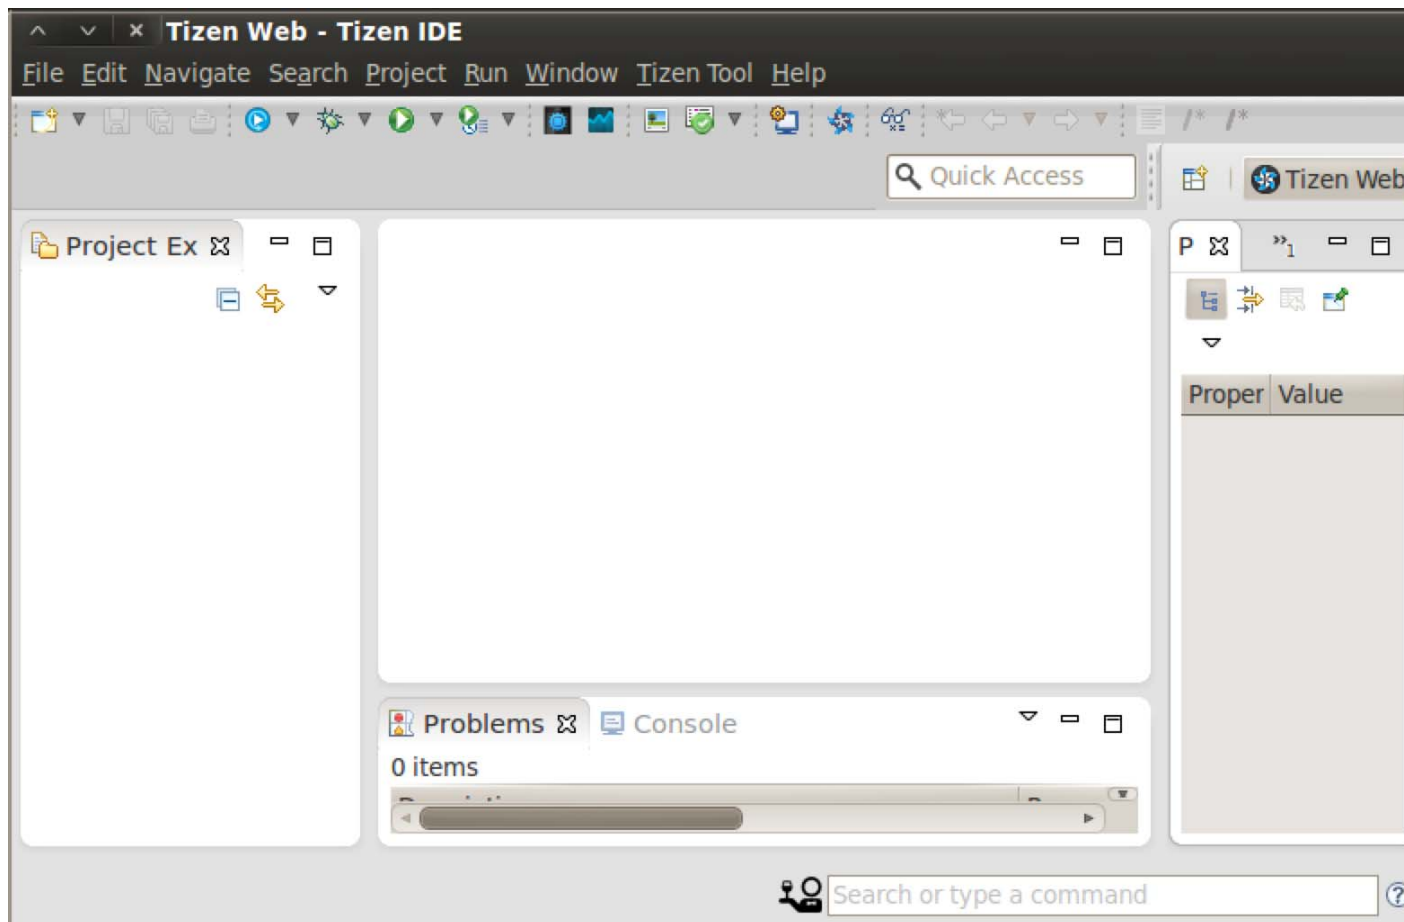 Tizen Web - Tizen IDE
File Edit Navigate Search Project Run Window Tizen Tool Help
/* /*
Quick Access
Tizen Web
Project Ex
P »1
Proper Value
Problems Console
0 items
Search or type a command